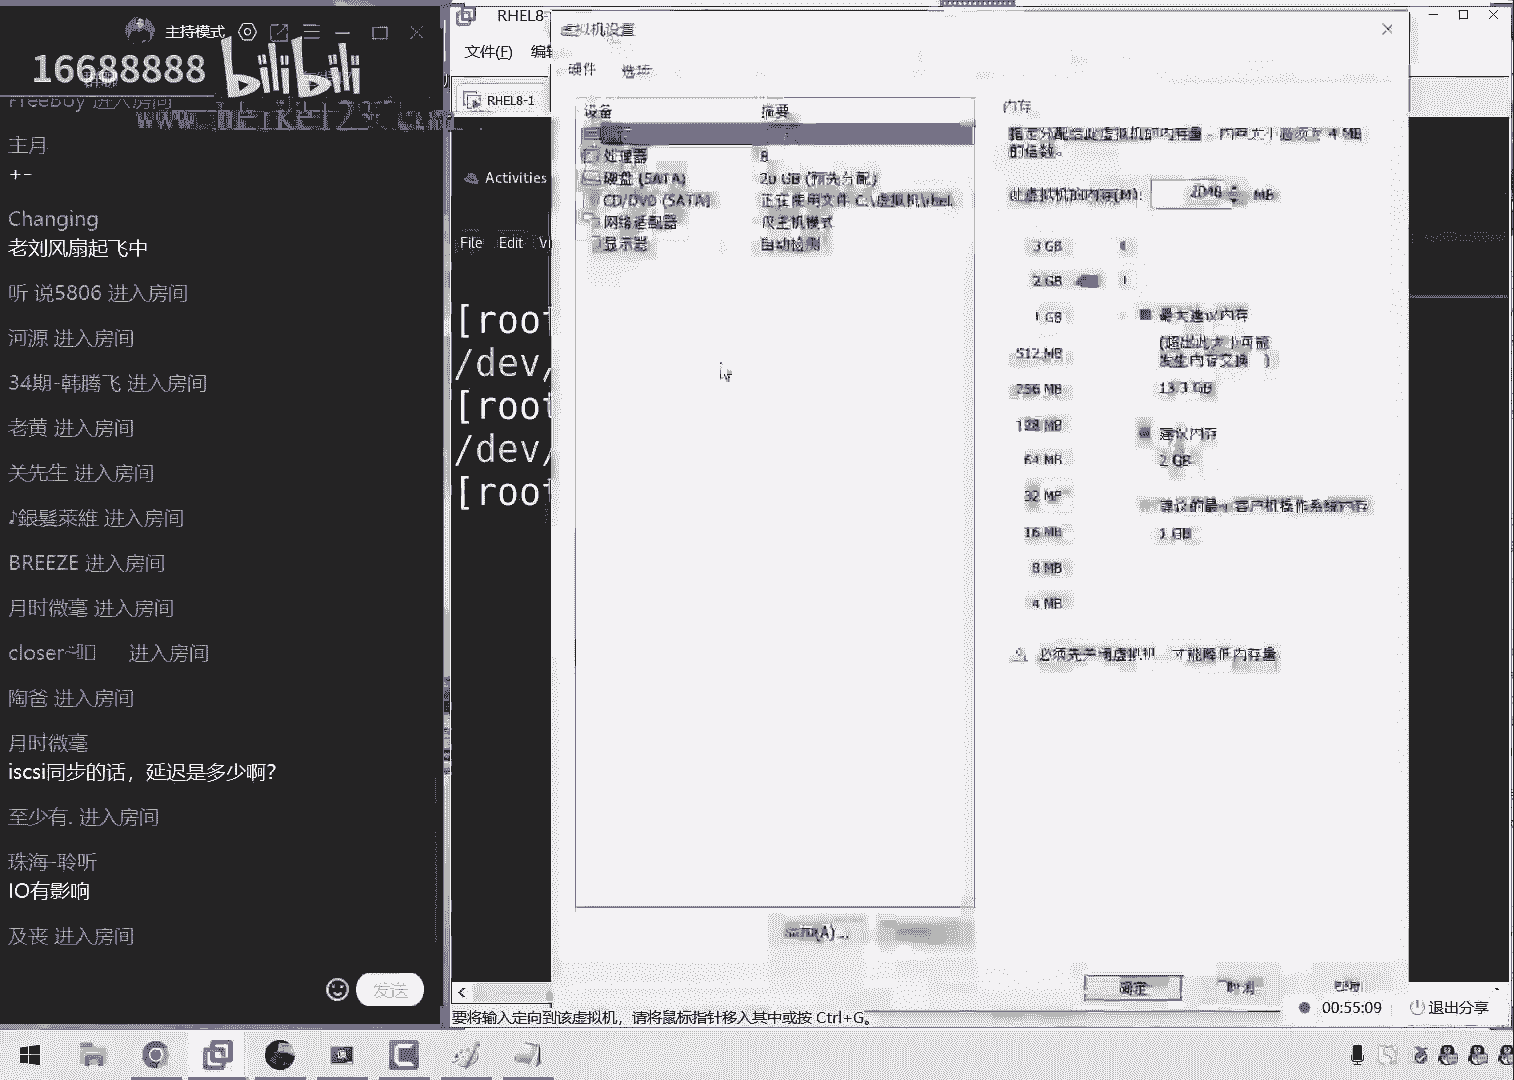 主持模式
16688888
bilibili
FreeBoy 进入房间
主月
+-
Changing
老刘风扇起飞中
听 说5806 进入房间
河源 进入房间
34期-韩腾飞 进入房间
老黄 进入房间
关先生 进入房间
♪銀髮萊維 进入房间
BREEZE 进入房间
月时微毫 进入房间
closer 进入房间
陶爸 进入房间
月时微毫
iscsi同步的话，延迟是多少啊？
至少有. 进入房间
珠海-聆听
IO有影响
及丧 进入房间
发送
RHEL8
文件(F) 编辑
RHEL8-1
Activities
File Edit Vi
[root
/dev/
[root
/dev/
[root
虚拟机设置
硬件 选项
设备 摘要
处理器 8
硬盘 (SATA) 20 GB (预先分配)
CD/DVD (SATA) 正在使用文件 C:\虚拟机\rhel
网络适配器 仅主机模式
显示器 自动检测
内存
指定分配给此虚拟机的内存量。内存大小必须为 4 MB
的倍数。
此虚拟机的内存(M): 2048 MB
3 GB
2 GB
1 GB
512 MB
256 MB
128 MB
64 MB
32 MB
16 MB
8 MB
4 MB
最大建议内存
(超出此大小可能
发生内存交换。)
13.3 GB
建议内存
2 GB
建议的最小客户机操作系统内存
1 GB
必须先关闭虚拟机，才能降低内存量
添加(A)...
确定 取消 帮助
要将输入定向到该虚拟机，请将鼠标指针移入其中或按 Ctrl+G。
00:55:09 退出分享